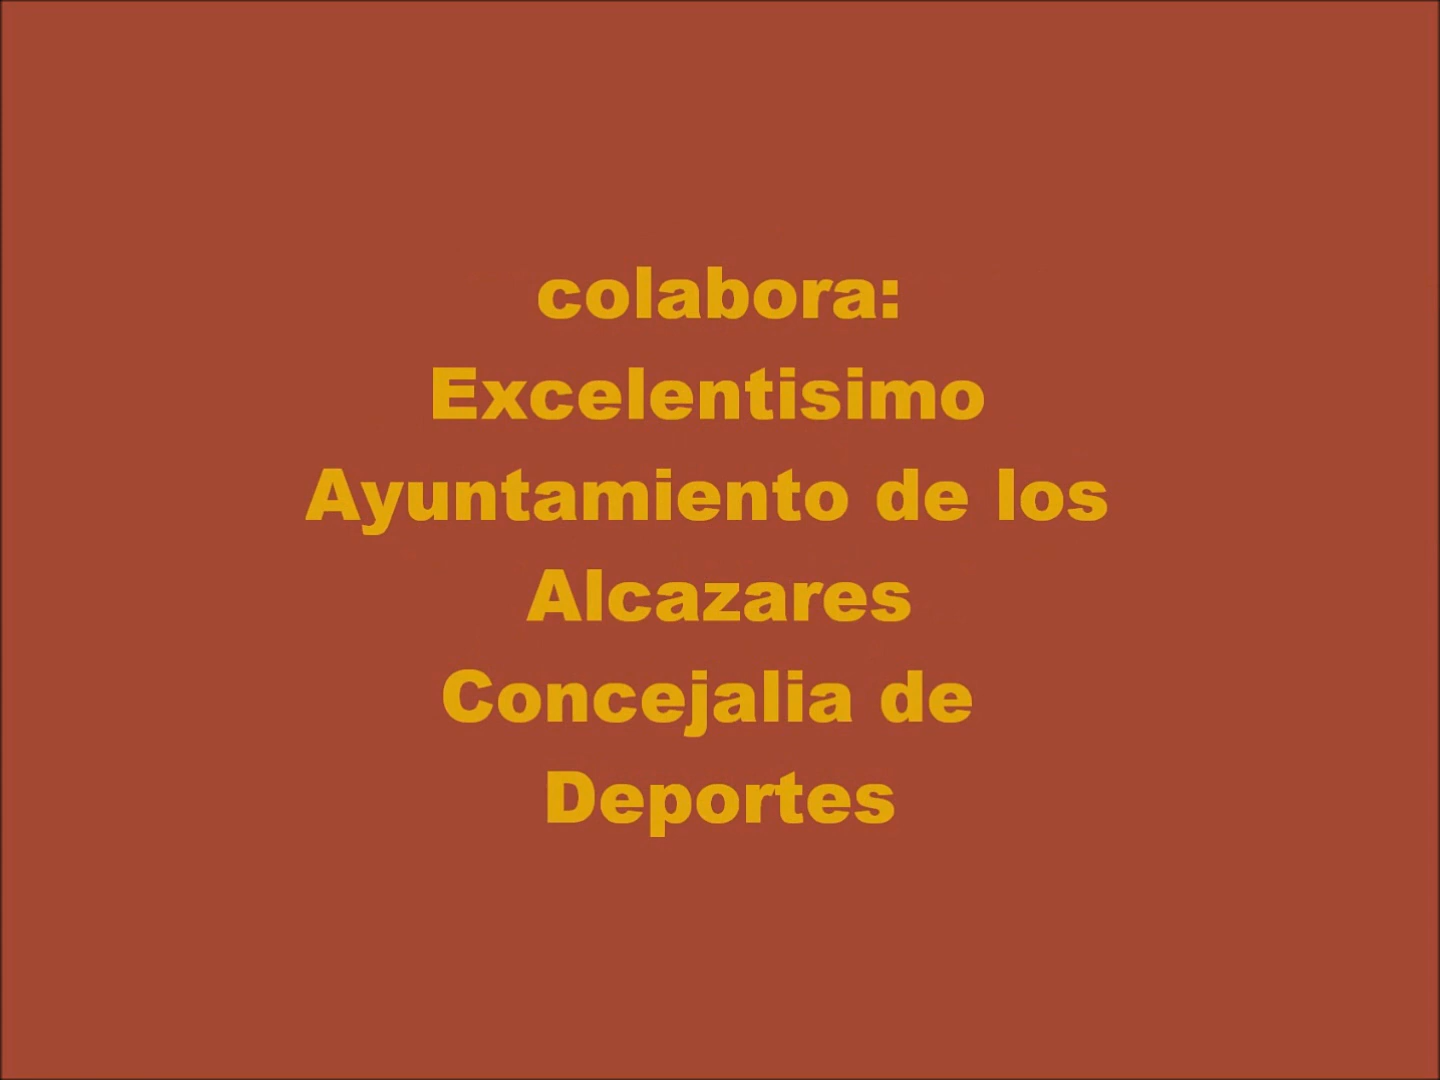 colabora:
Excelentisimo
Ayuntamiento de los
Alcazares
Concejalia de
Deportes